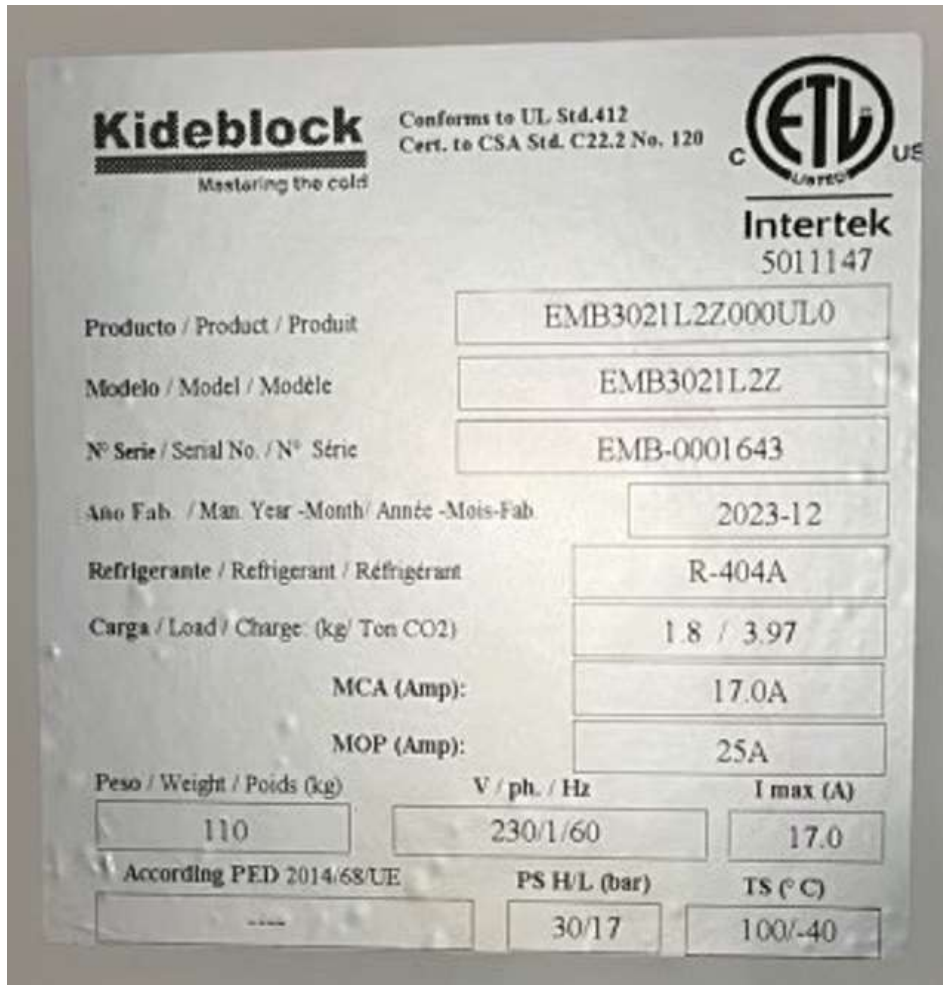 Kideblock
Mastering the cold
Conforms to UL Std.412
Cert. to CSA Std. C22.2 No. 120
C ETL US
LISTED
Intertek
5011147
Producto / Product / Produit EMB3021L2Z000UL0
Modelo / Model / Modèle EMB3021L2Z
Nº Serie / Serial No. / Nº Série EMB-0001643
Año Fab. / Man. Year -Month/ Année -Mois-Fab 2023-12
Refrigerante / Refrigerant / Réfrigérant R-404A
Carga / Load / Charge (kg/ Ton CO2) 1.8 / 3.97
MCA (Amp): 17.0A
MOP (Amp): 25A
Peso / Weight / Poids (kg) V / ph. / Hz I max (A)
110 230/1/60 17.0
According PED 2014/68/UE PS H/L (bar) TS (º C)
---- 30/17 100/-40